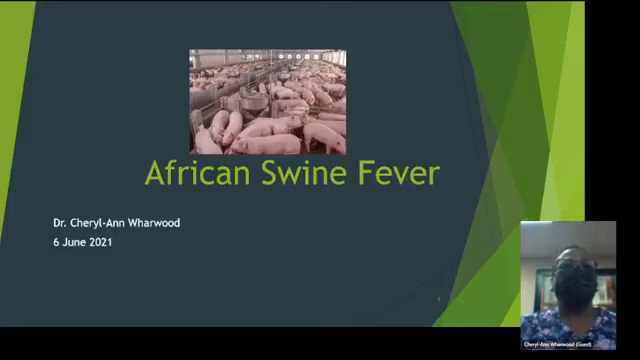 African Swine Fever
Dr. Cheryl-Ann Wharwood
6 June 2021
1
Cheryl-Ann Wharwood (Guest)